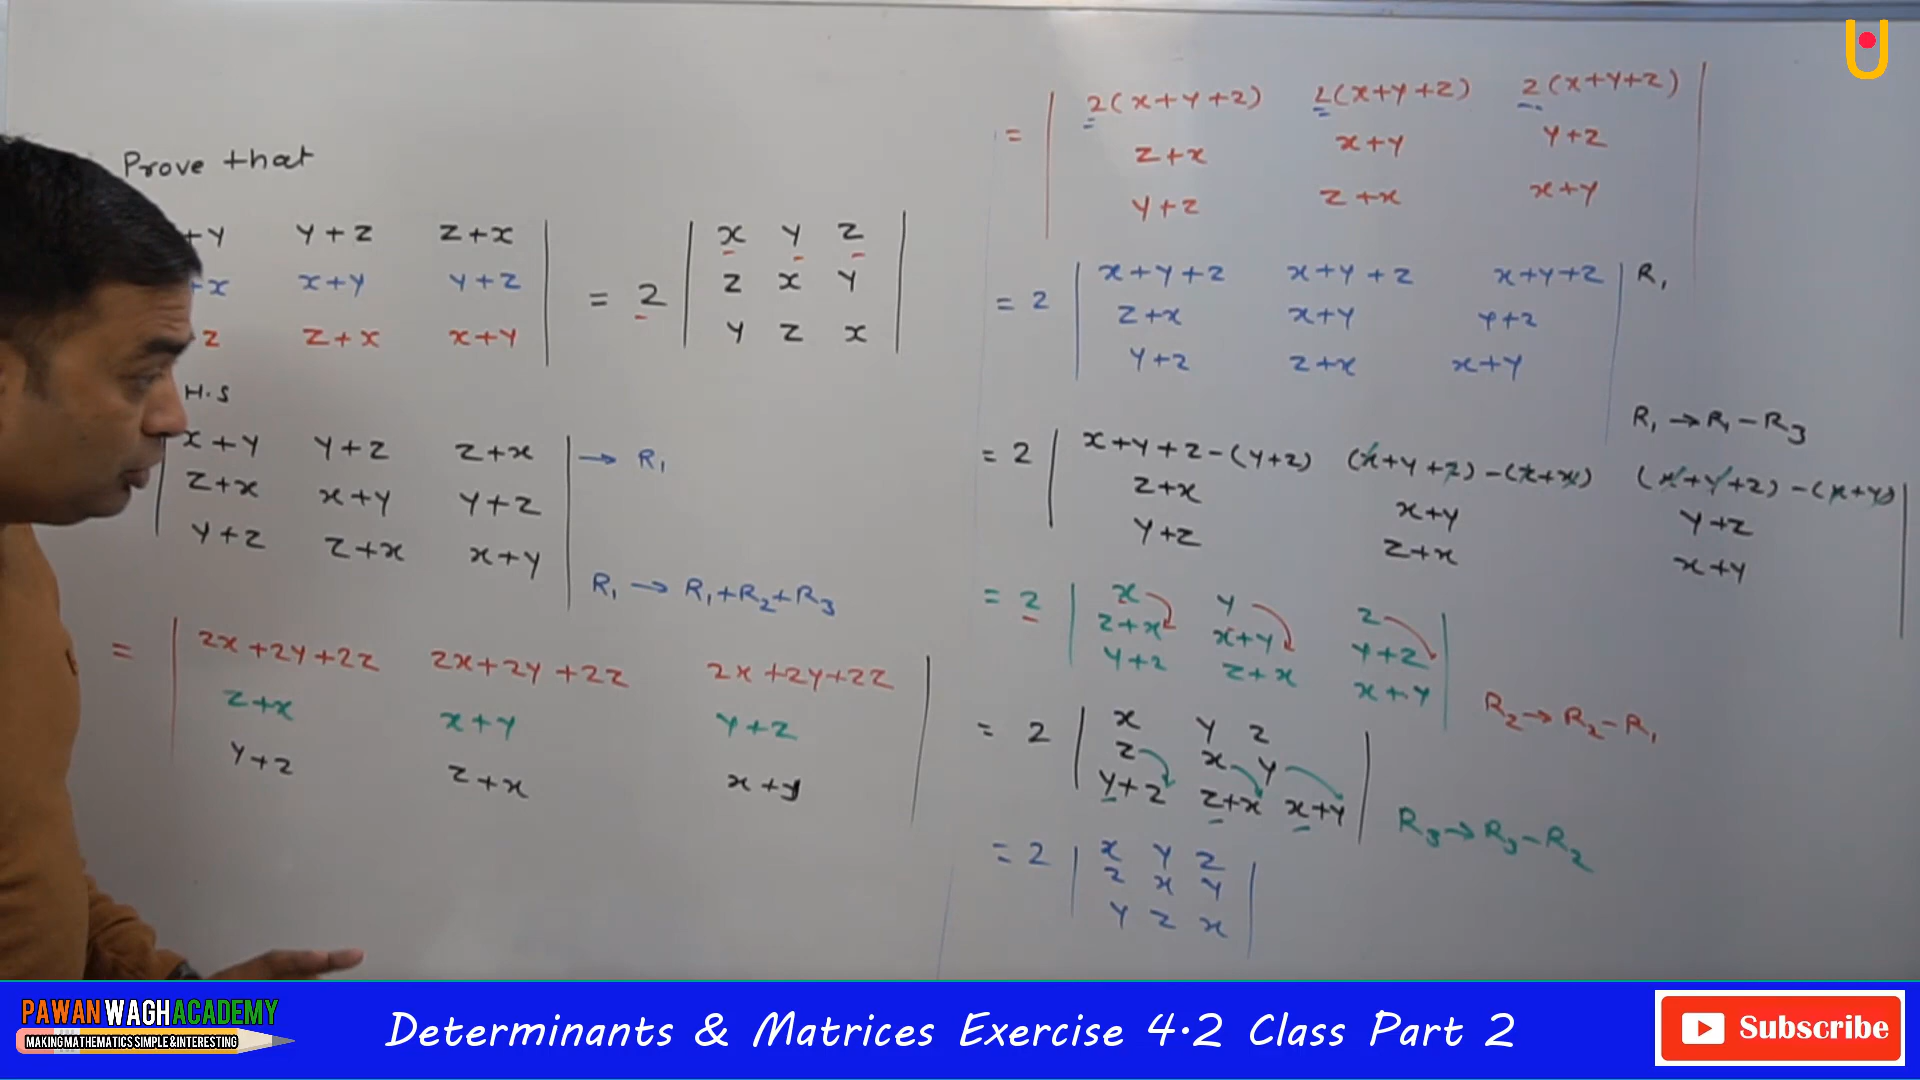 Prove that
+Y Y+Z Z+x
+x x+Y Y+Z
Z Z+x x+Y
= 2
x Y Z
Z x Y
Y Z x
H.S
x+Y Y+Z Z+x → R₁
Z+x x+Y Y+Z
Y+Z Z+x x+Y
R₁ → R₁+R₂+R₃
= 2x+2Y+2Z 2x+2Y+2Z 2x+2Y+2Z
Z+x x+Y Y+Z
Y+Z Z+x x+y
= 2(x+Y+Z) 2(x+Y+Z) 2(x+Y+Z)
Z+x x+Y Y+Z
Y+Z Z+x x+Y
= 2 x+Y+Z x+Y+Z x+Y+Z R₁
Z+x x+Y Y+Z
Y+Z Z+x x+Y
R₁ → R₁-R₃
= 2 x+Y+Z-(Y+Z) (x+Y+Z)-(Z+x) (x+Y+Z)-(x+Y)
Z+x x+Y Y+Z
Y+Z Z+x x+Y
= 2 x Y Z
Z+x x+Y Y+Z
Y+Z Z+x x+Y
R₂ → R₂-R₁
= 2 x Y Z
Z x Y
Y+Z Z+x x+Y
R₃ → R₃-R₂
= 2 x Y Z
Z x Y
Y Z x
PAWAN WAGH ACADEMY
MAKING MATHEMATICS SIMPLE & INTERESTING
Determinants & Matrices Exercise 4.2 Class Part 2
Subscribe